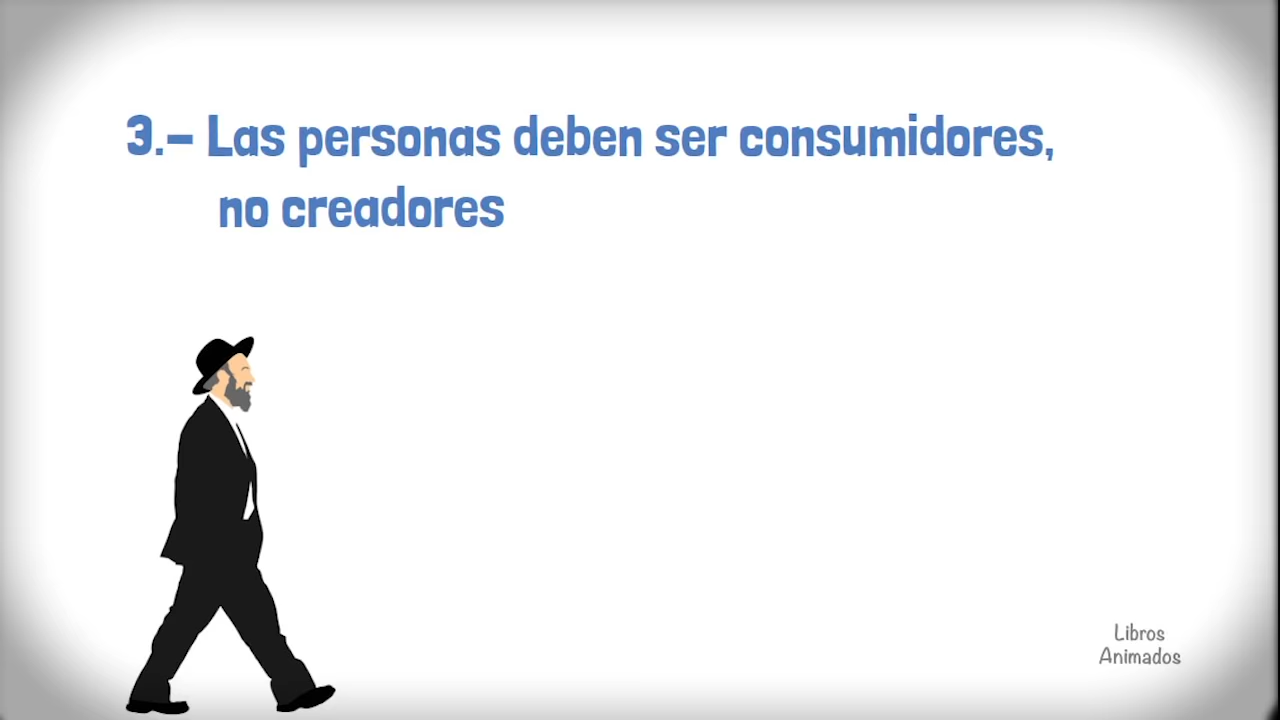 3.- Las personas deben ser consumidores,
no creadores
Libros
Animados